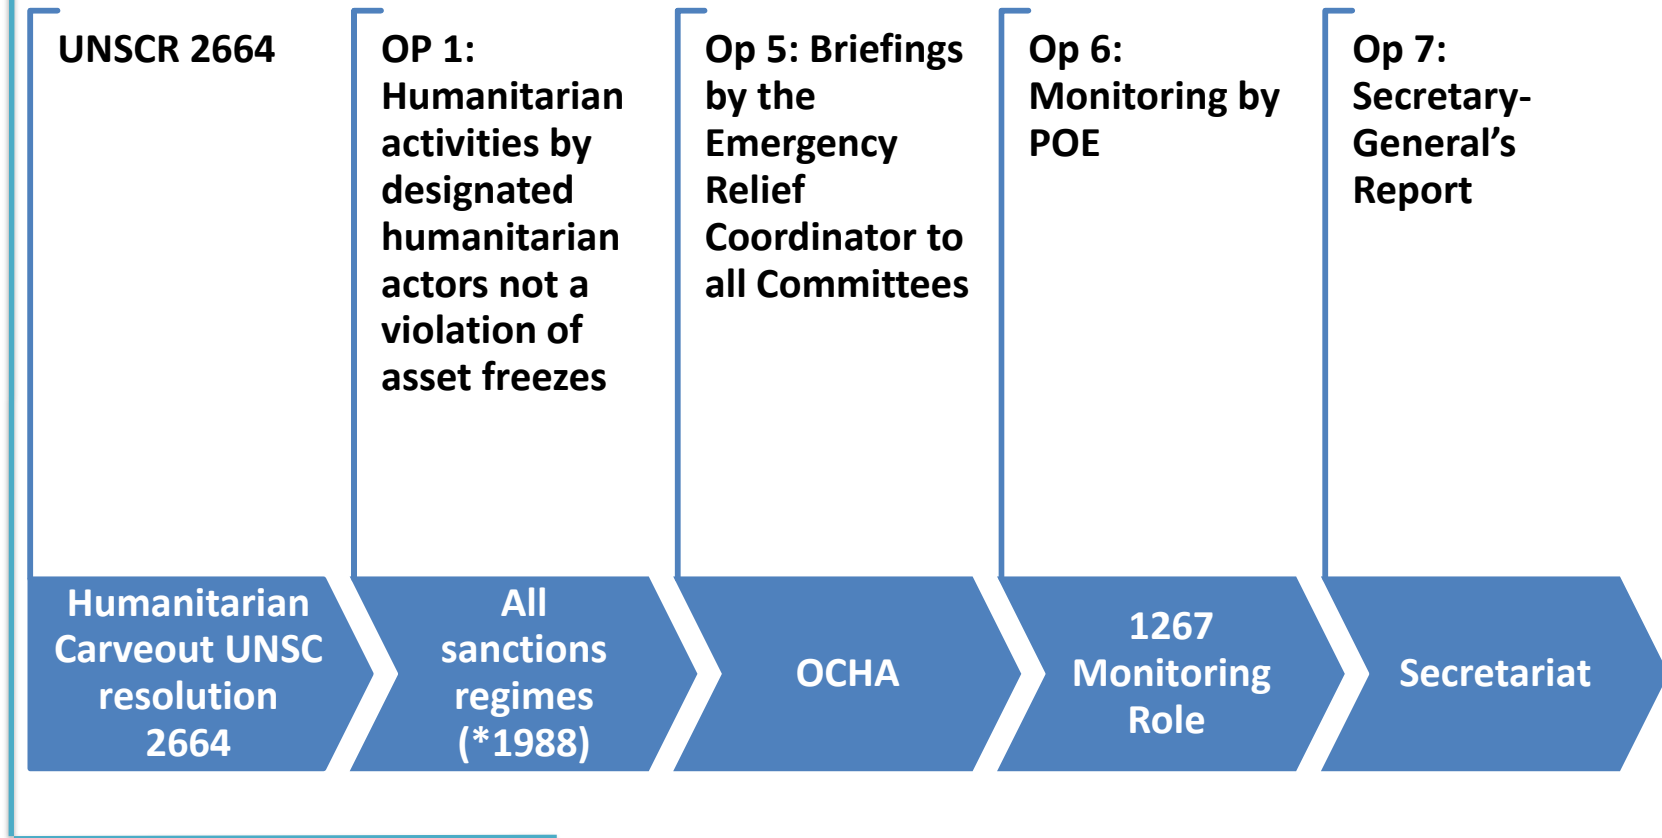 UNSCR 2664
OP 1:
Humanitarian
activities by
designated
humanitarian
actors not a
violation of
asset freezes
Op 5: Briefings
by the
Emergency
Relief
Coordinator to
all Committees
Op 6:
Monitoring by
POE
Op 7:
Secretary-
General’s
Report
Humanitarian
Carveout UNSC
resolution
2664
All
sanctions
regimes
(*1988)
OCHA
1267
Monitoring
Role
Secretariat